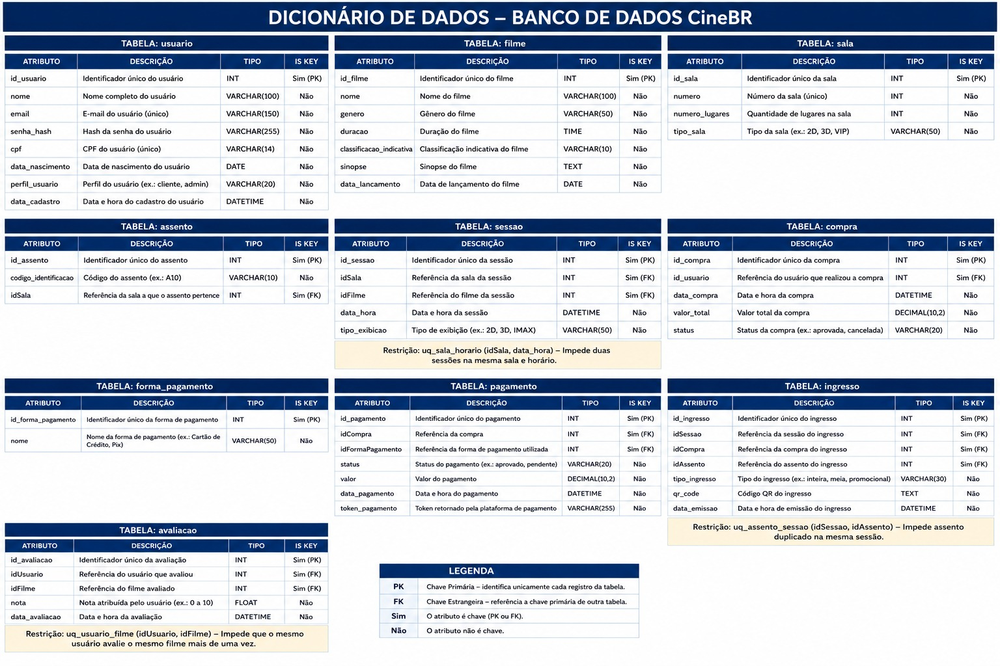 DICIONÁRIO DE DADOS – BANCO DE DADOS CineBR
TABELA: usuario
ATRIBUTO DESCRIÇÃO TIPO IS KEY
id_usuario Identificador único do usuário INT Sim (PK)
nome Nome completo do usuário VARCHAR(100) Não
email E-mail do usuário (único) VARCHAR(150) Não
senha_hash Hash da senha do usuário VARCHAR(255) Não
cpf CPF do usuário (único) VARCHAR(14) Não
data_nascimento Data de nascimento do usuário DATE Não
perfil_usuario Perfil do usuário (ex.: cliente, admin) VARCHAR(20) Não
data_cadastro Data e hora do cadastro do usuário DATETIME Não
TABELA: filme
ATRIBUTO DESCRIÇÃO TIPO IS KEY
id_filme Identificador único do filme INT Sim (PK)
nome Nome do filme VARCHAR(100) Não
genero Gênero do filme VARCHAR(50) Não
duracao Duração do filme TIME Não
classificacao_indicativa Classificação indicativa do filme VARCHAR(10) Não
sinopse Sinopse do filme TEXT Não
data_lancamento Data de lançamento do filme DATE Não
TABELA: sala
ATRIBUTO DESCRIÇÃO TIPO IS KEY
id_sala Identificador único da sala INT Sim (PK)
numero Número da sala (único) INT Não
numero_lugares Quantidade de lugares na sala INT Não
tipo_sala Tipo da sala (ex.: 2D, 3D, VIP) VARCHAR(50) Não
TABELA: assento
ATRIBUTO DESCRIÇÃO TIPO IS KEY
id_assento Identificador único do assento INT Sim (PK)
codigo_identificacao Código do assento (ex.: A10) VARCHAR(10) Não
idSala Referência da sala a que o assento pertence INT Sim (FK)
TABELA: sessao
ATRIBUTO DESCRIÇÃO TIPO IS KEY
id_sessao Identificador único da sessão INT Sim (PK)
idSala Referência da sala da sessão INT Sim (FK)
idFilme Referência do filme da sessão INT Sim (FK)
data_hora Data e hora da sessão DATETIME Não
tipo_exibicao Tipo de exibição (ex.: 2D, 3D, IMAX) VARCHAR(50) Não
Restrição: uq_sala_horario (idSala, data_hora) – Impede duas
sessões na mesma sala e horário.
TABELA: compra
ATRIBUTO DESCRIÇÃO TIPO IS KEY
id_compra Identificador único da compra INT Sim (PK)
id_usuario Referência do usuário que realizou a compra INT Sim (FK)
data_compra Data e hora da compra DATETIME Não
valor_total Valor total da compra DECIMAL(10,2) Não
status Status da compra (ex.: aprovada, cancelada) VARCHAR(20) Não
TABELA: forma_pagamento
ATRIBUTO DESCRIÇÃO TIPO IS KEY
id_forma_pagamento Identificador único da forma de pagamento INT Sim (PK)
nome Nome da forma de pagamento (ex.: Cartão de
Crédito, Pix) VARCHAR(50) Não
TABELA: pagamento
ATRIBUTO DESCRIÇÃO TIPO IS KEY
id_pagamento Identificador único do pagamento INT Sim (PK)
idCompra Referência da compra INT Sim (FK)
idFormaPagamento Referência da forma de pagamento utilizada INT Sim (FK)
status Status do pagamento (ex.: aprovado, pendente) VARCHAR(20) Não
valor Valor do pagamento DECIMAL(10,2) Não
data_pagamento Data e hora do pagamento DATETIME Não
token_pagamento Token retornado pela plataforma de pagamento VARCHAR(255) Não
TABELA: ingresso
ATRIBUTO DESCRIÇÃO TIPO IS KEY
id_ingresso Identificador único do ingresso INT Sim (PK)
idSessao Referência da sessão do ingresso INT Sim (FK)
idCompra Referência da compra do ingresso INT Sim (FK)
idAssento Referência do assento do ingresso INT Sim (FK)
tipo_ingresso Tipo do ingresso (ex.: inteira, meia, promocional) VARCHAR(30) Não
qr_code Código QR do ingresso TEXT Não
data_emissao Data e hora de emissão do ingresso DATETIME Não
Restrição: uq_assento_sessao (idSessao, idAssento) – Impede assento
duplicado na mesma sessão.
TABELA: avaliacao
ATRIBUTO DESCRIÇÃO TIPO IS KEY
id_avaliacao Identificador único da avaliação INT Sim (PK)
idUsuario Referência do usuário que avaliou INT Sim (FK)
idFilme Referência do filme avaliado INT Sim (FK)
nota Nota atribuída pelo usuário (ex.: 0 a 10) FLOAT Não
data_avaliacao Data e hora da avaliação DATETIME Não
Restrição: uq_usuario_filme (idUsuario, idFilme) – Impede que o mesmo
usuário avalie o mesmo filme mais de uma vez.
LEGENDA
PK Chave Primária – identifica unicamente cada registro da tabela.
FK Chave Estrangeira – referência a chave primária de outra tabela.
Sim O atributo é chave (PK ou FK).
Não O atributo não é chave.